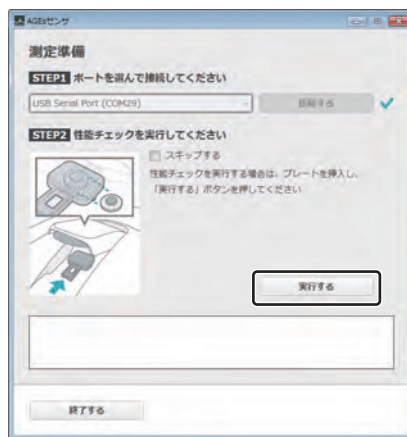 AGEsセンサ
測定準備
STEP1 ポートを選んで接続してください
USB Serial Port (COM29)
接続する
STEP2 性能チェックを実行してください
スキップする
性能チェックを実行する場合は、プレートを挿入し、
「実行する」ボタンを押してください
実行する
終了する